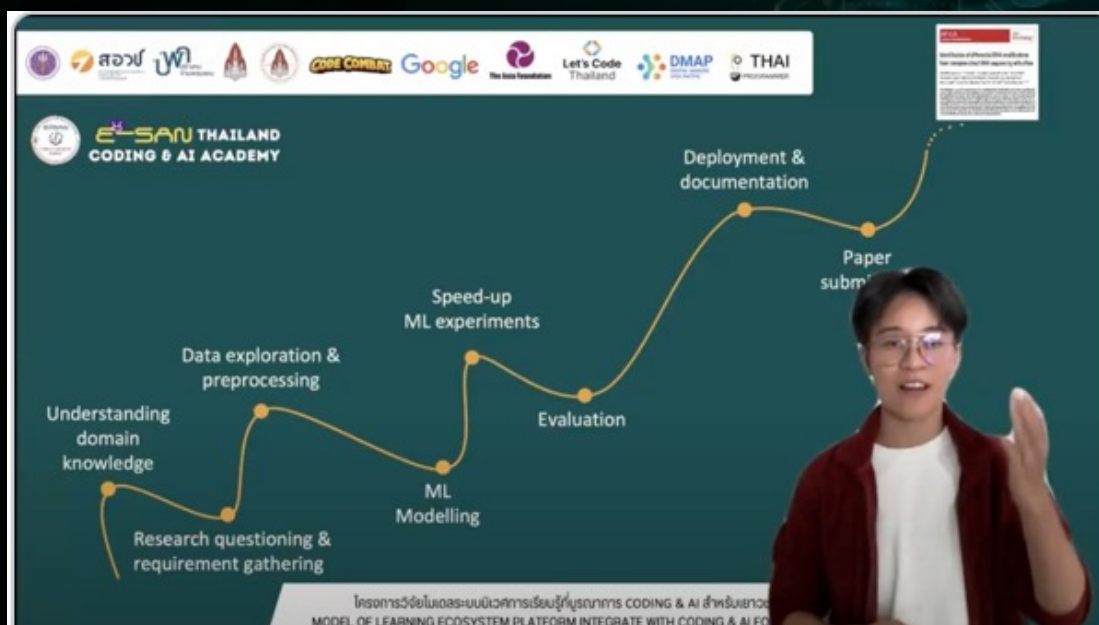 สอวช
CODE COMBAT
Google
The Asia Foundation
Let's Code
Thailand
DMAP
THAI
PROGRAMMER
E-SAN THAILAND
CODING & AI ACADEMY
Deployment &
documentation
Paper
Speed-up
ML experiments
Data exploration &
preprocessing
Evaluation
Understanding
domain
knowledge
ML
Modelling
Research questioning &
requirement gathering
โครงการวิจัยโมเดลระบบนิเวศการเรียนรู้ที่บูรณาการ CODING & AI สำหรับเยาวช
MODEL OF LEARNING ECOSYSTEM PLATFORM INTEGRATE WITH CODING & AI FO